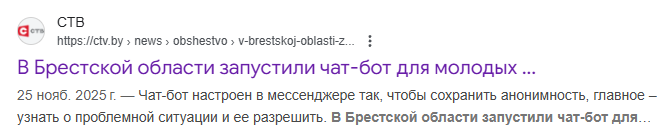 СТВ
https://ctv.by › news › obshestvo › v-brestskoj-oblasti-z...
В Брестской области запустили чат-бот для молодых ...
25 нояб. 2025 г. — Чат-бот настроен в мессенджере так, чтобы сохранить анонимность, главное –
узнать о проблемной ситуации и ее разрешить. В Брестской области запустили чат-бот для...